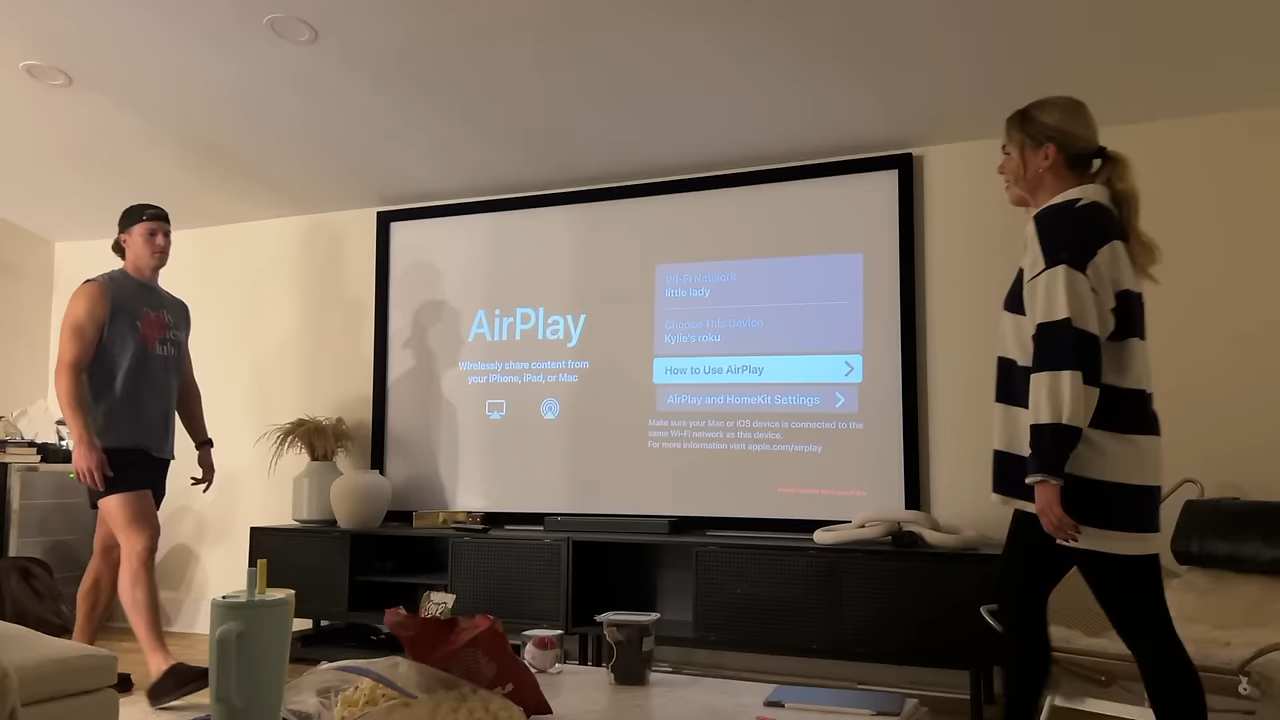 AirPlay
Wirelessly share content from
your iPhone, iPad, or Mac
Wi-Fi Network
little lady
Choose This Device
Kylie's roku
How to Use AirPlay
AirPlay and HomeKit Settings
Make sure your Mac or iOS device is connected to the
same Wi-Fi network as this device.
For more information visit apple.com/airplay